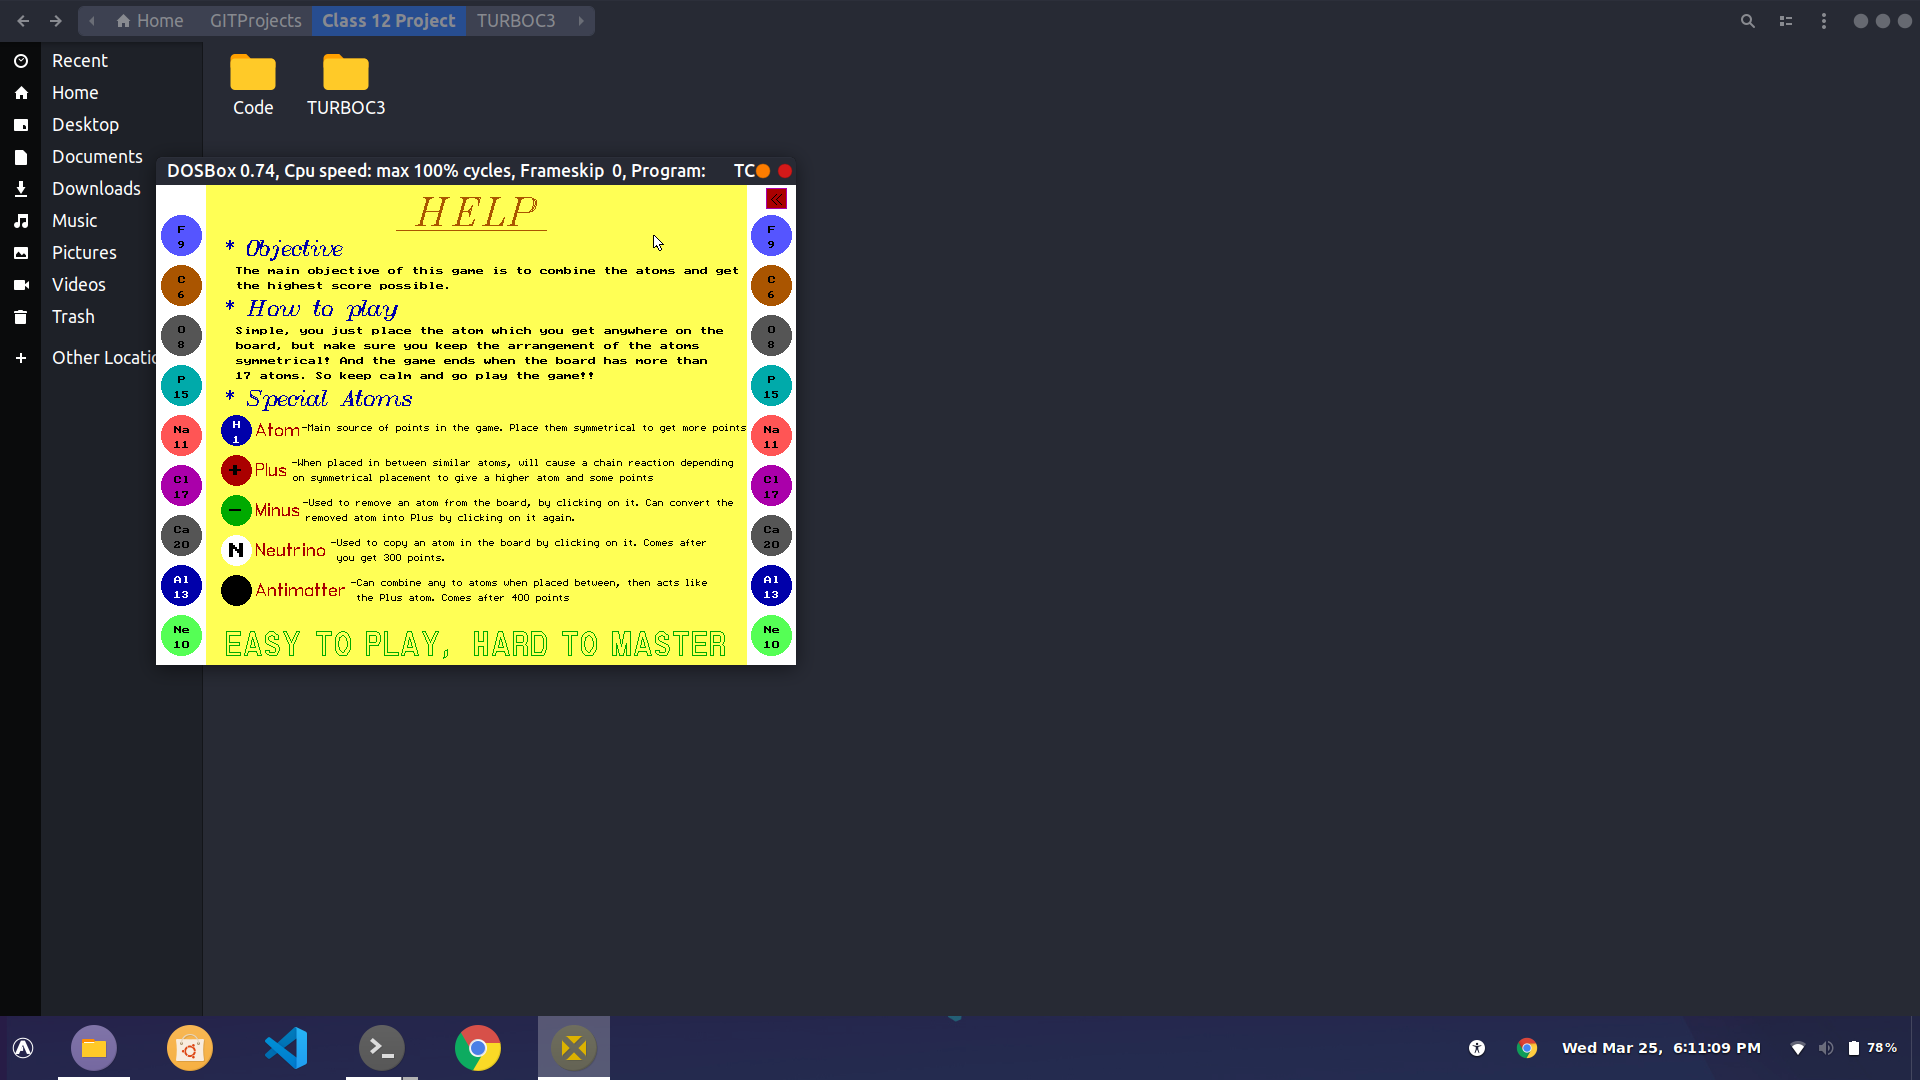 Home
GITProjects
Class 12 Project
TURBOC3
Recent
Home
Desktop
Documents
Downloads
Music
Pictures
Videos
Trash
Other Locatio
Code
TURBOC3
DOSBox 0.74, Cpu speed: max 100% cycles, Frameskip 0, Program: TC
HELP
* Objective
The main objective of this game is to combine the atoms and get
the highest score possible.
* How to play
Simple, you just place the atom which you get anywhere on the
board, but make sure you keep the arrangement of the atoms
symmetrical! And the game ends when the board has more than
17 atoms. So keep calm and go play the game!!
* Special Atoms
H
1
Atom-Main source of points in the game. Place them symmetrical to get more points
+ Plus -When placed in between similar atoms, will cause a chain reaction depending
on symmetrical placement to give a higher atom and some points
- Minus -Used to remove an atom from the board, by clicking on it. Can convert the
removed atom into Plus by clicking on it again.
N Neutrino -Used to copy an atom in the board by clicking on it. Comes after
you get 300 points.
Antimatter -Can combine any to atoms when placed between, then acts like
the Plus atom. Comes after 400 points
EASY TO PLAY, HARD TO MASTER
F
9
C
6
O
8
P
15
Na
11
Cl
17
Ca
20
Al
13
Ne
10
F
9
C
6
O
8
P
15
Na
11
Cl
17
Ca
20
Al
13
Ne
10
Wed Mar 25, 6:11:09 PM
78%